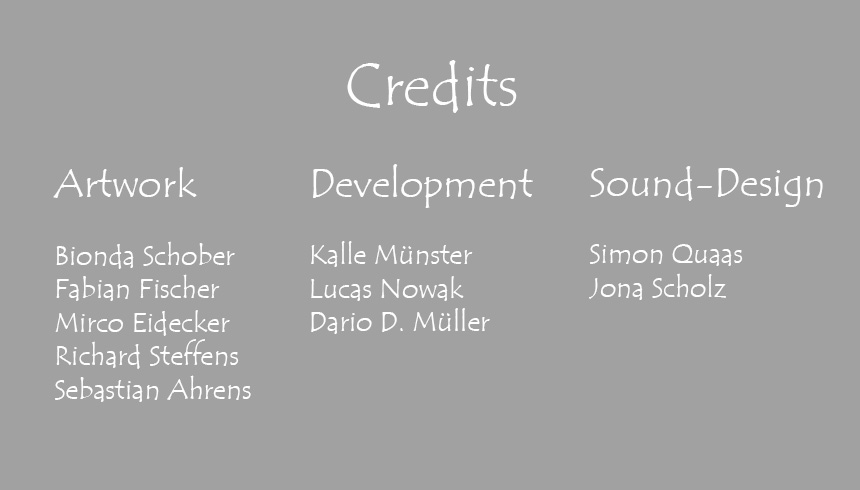 Credits
Artwork
Bionda Schober
Fabian Fischer
Mirco Eidecker
Richard Steffens
Sebastian Ahrens
Development
Kalle Münster
Lucas Nowak
Dario D. Müller
Sound-Design
Simon Quaas
Jona Scholz